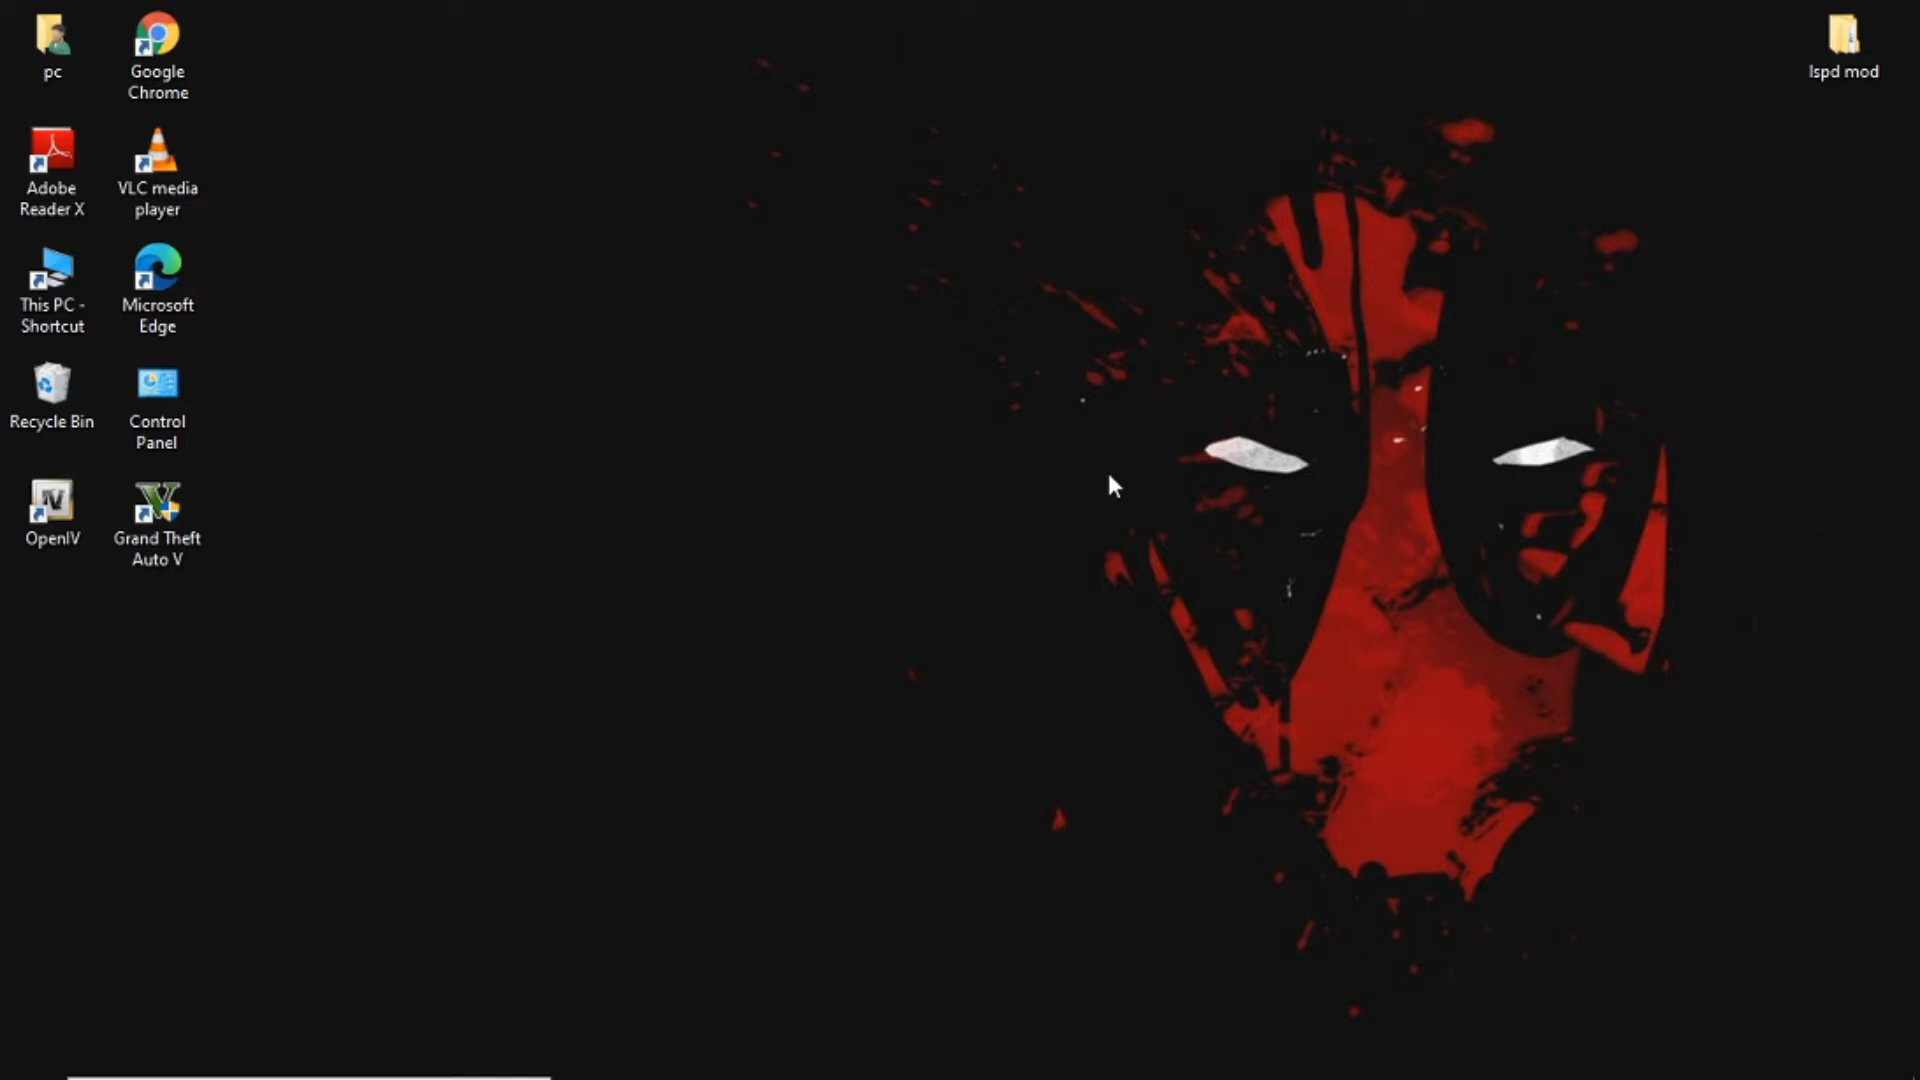 pc
Google
Chrome
lspd mod
Adobe
Reader X
VLC media
player
This PC -
Shortcut
Microsoft
Edge
Recycle Bin
Control
Panel
OpenIV
Grand Theft
Auto V